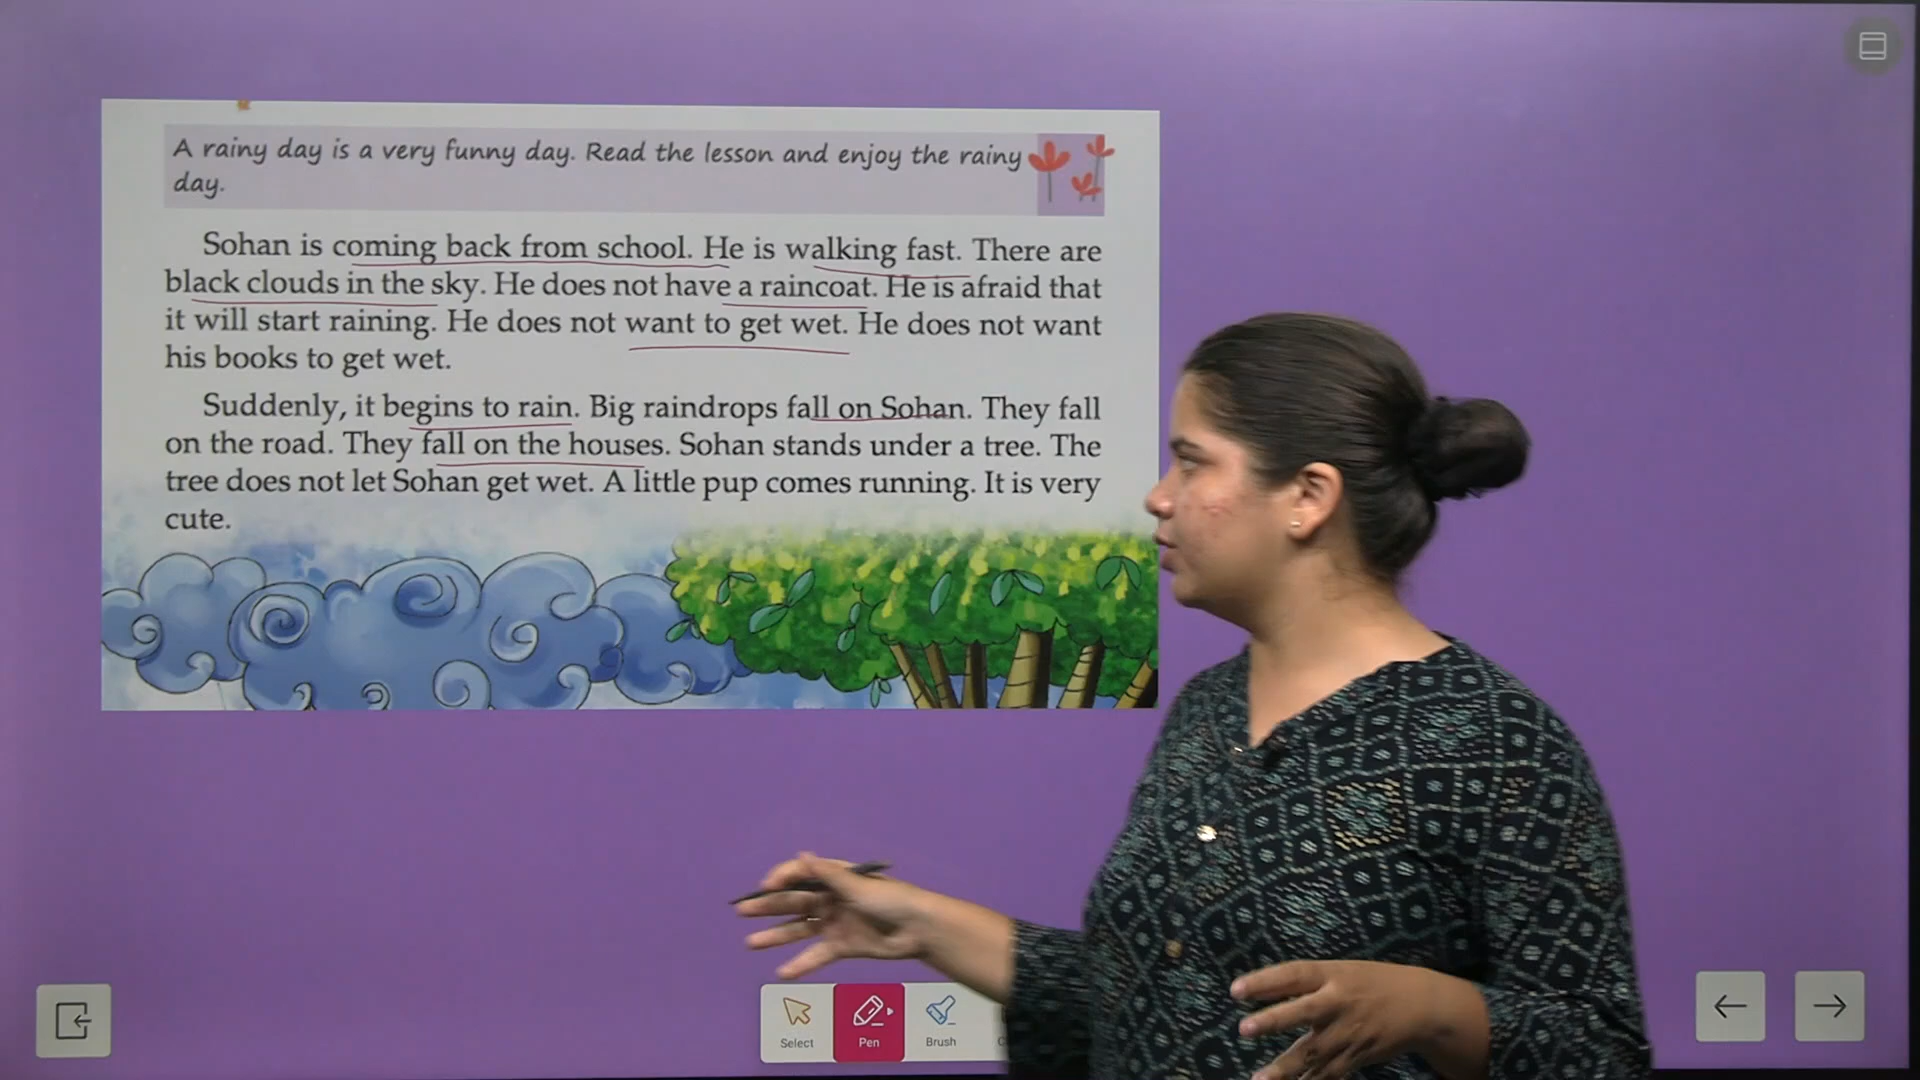 A rainy day is a very funny day. Read the lesson and enjoy the rainy
day.
Sohan is coming back from school. He is walking fast. There are
black clouds in the sky. He does not have a raincoat. He is afraid that
it will start raining. He does not want to get wet. He does not want
his books to get wet.
Suddenly, it begins to rain. Big raindrops fall on Sohan. They fall
on the road. They fall on the houses. Sohan stands under a tree. The
tree does not let Sohan get wet. A little pup comes running. It is very
cute.
Select Pen Brush